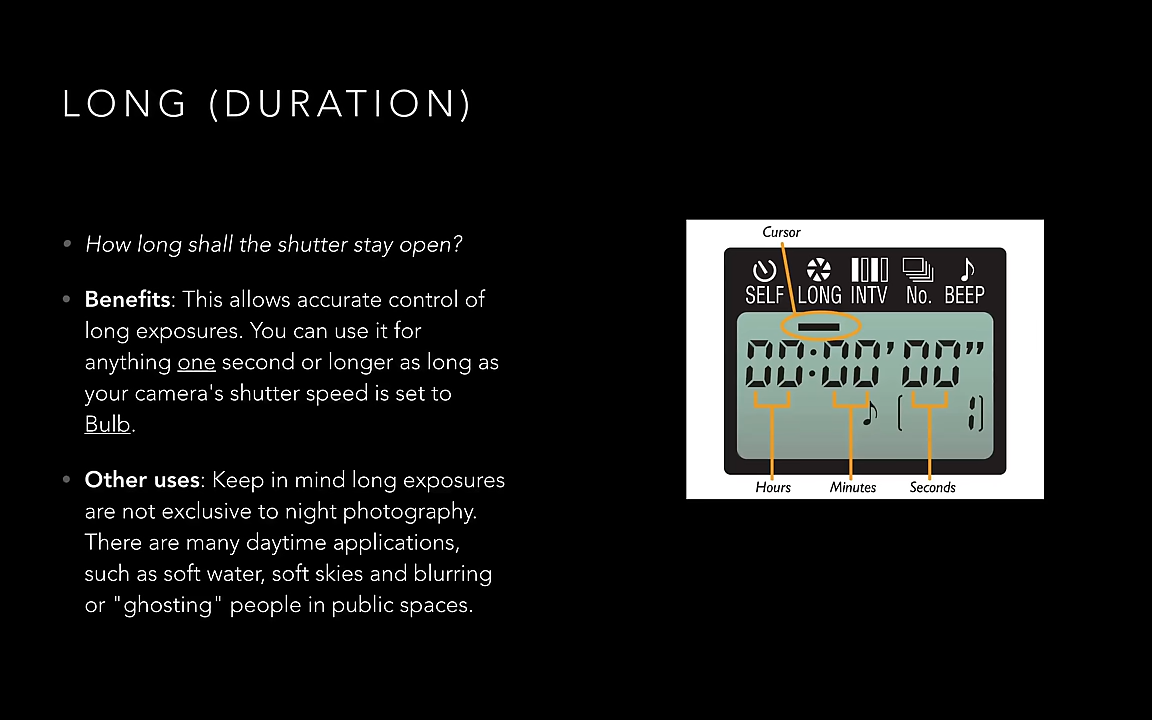 LONG (DURATION)
• How long shall the shutter stay open?
• Benefits: This allows accurate control of
long exposures. You can use it for
anything one second or longer as long as
your camera's shutter speed is set to
Bulb.
• Other uses: Keep in mind long exposures
are not exclusive to night photography.
There are many daytime applications,
such as soft water, soft skies and blurring
or "ghosting" people in public spaces.
Cursor
SELF LONG INTV No. BEEP
00:00' 00"
[ 1]
Hours Minutes Seconds